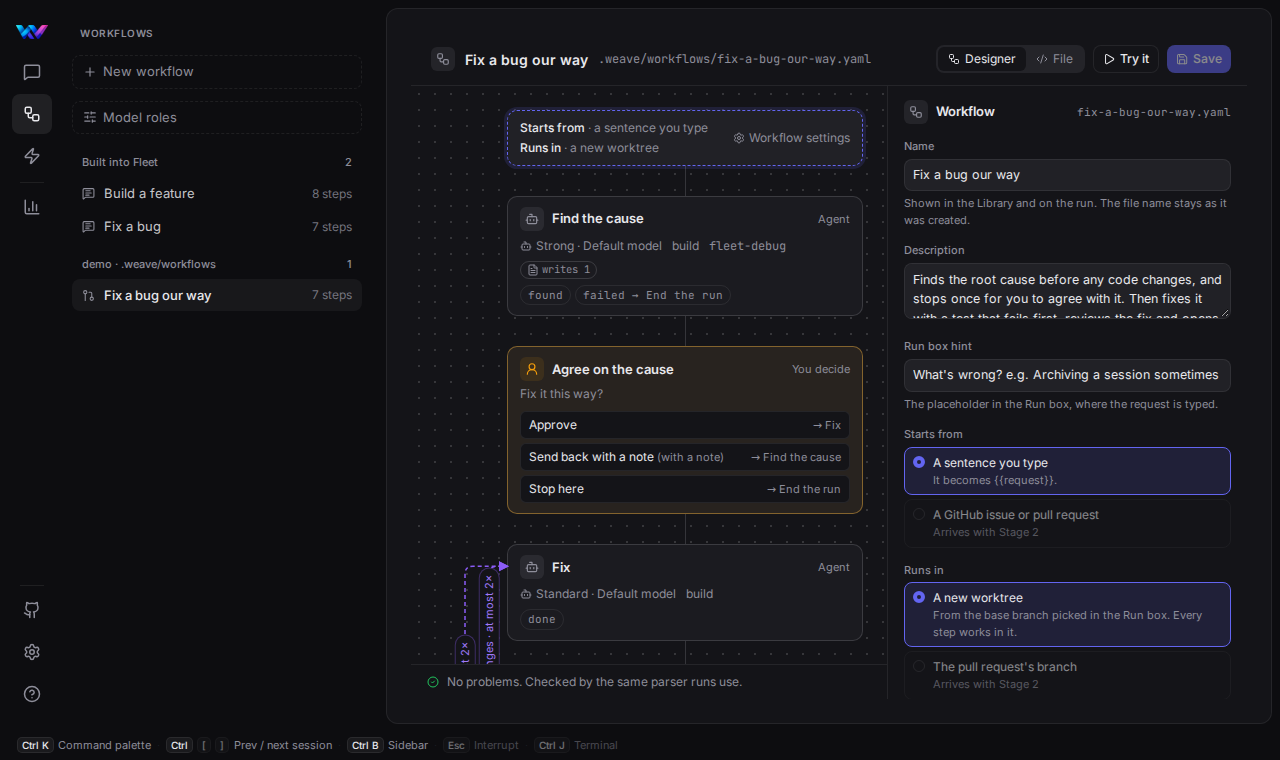 WORKFLOWS
New workflow
Model roles
Built into Fleet 2
Build a feature 8 steps
Fix a bug 7 steps
demo · .weave/workflows 1
Fix a bug our way 7 steps
Fix a bug our way .weave/workflows/fix-a-bug-our-way.yaml
Designer File Try it Save
Starts from · a sentence you type
Runs in · a new worktree
Workflow settings
Find the cause Agent
Strong · Default model build fleet-debug
writes 1
found failed → End the run
Agree on the cause You decide
Fix it this way?
Approve → Fix
Send back with a note (with a note) → Find the cause
Stop here → End the run
Fix Agent
Standard · Default model build
done
nges · at most 2×
t 2×
No problems. Checked by the same parser runs use.
Workflow fix-a-bug-our-way.yaml
Name
Fix a bug our way
Shown in the Library and on the run. The file name stays as it
was created.
Description
Finds the root cause before any code changes, and
stops once for you to agree with it. Then fixes it
with a test that fails first, reviews the fix and opens
Run box hint
What's wrong? e.g. Archiving a session sometimes
The placeholder in the Run box, where the request is typed.
Starts from
A sentence you type
It becomes {{request}}.
A GitHub issue or pull request
Arrives with Stage 2
Runs in
A new worktree
From the base branch picked in the Run box. Every
step works in it.
The pull request's branch
Arrives with Stage 2
Ctrl K Command palette Ctrl [ ] Prev / next session Ctrl B Sidebar Esc Interrupt Ctrl J Terminal